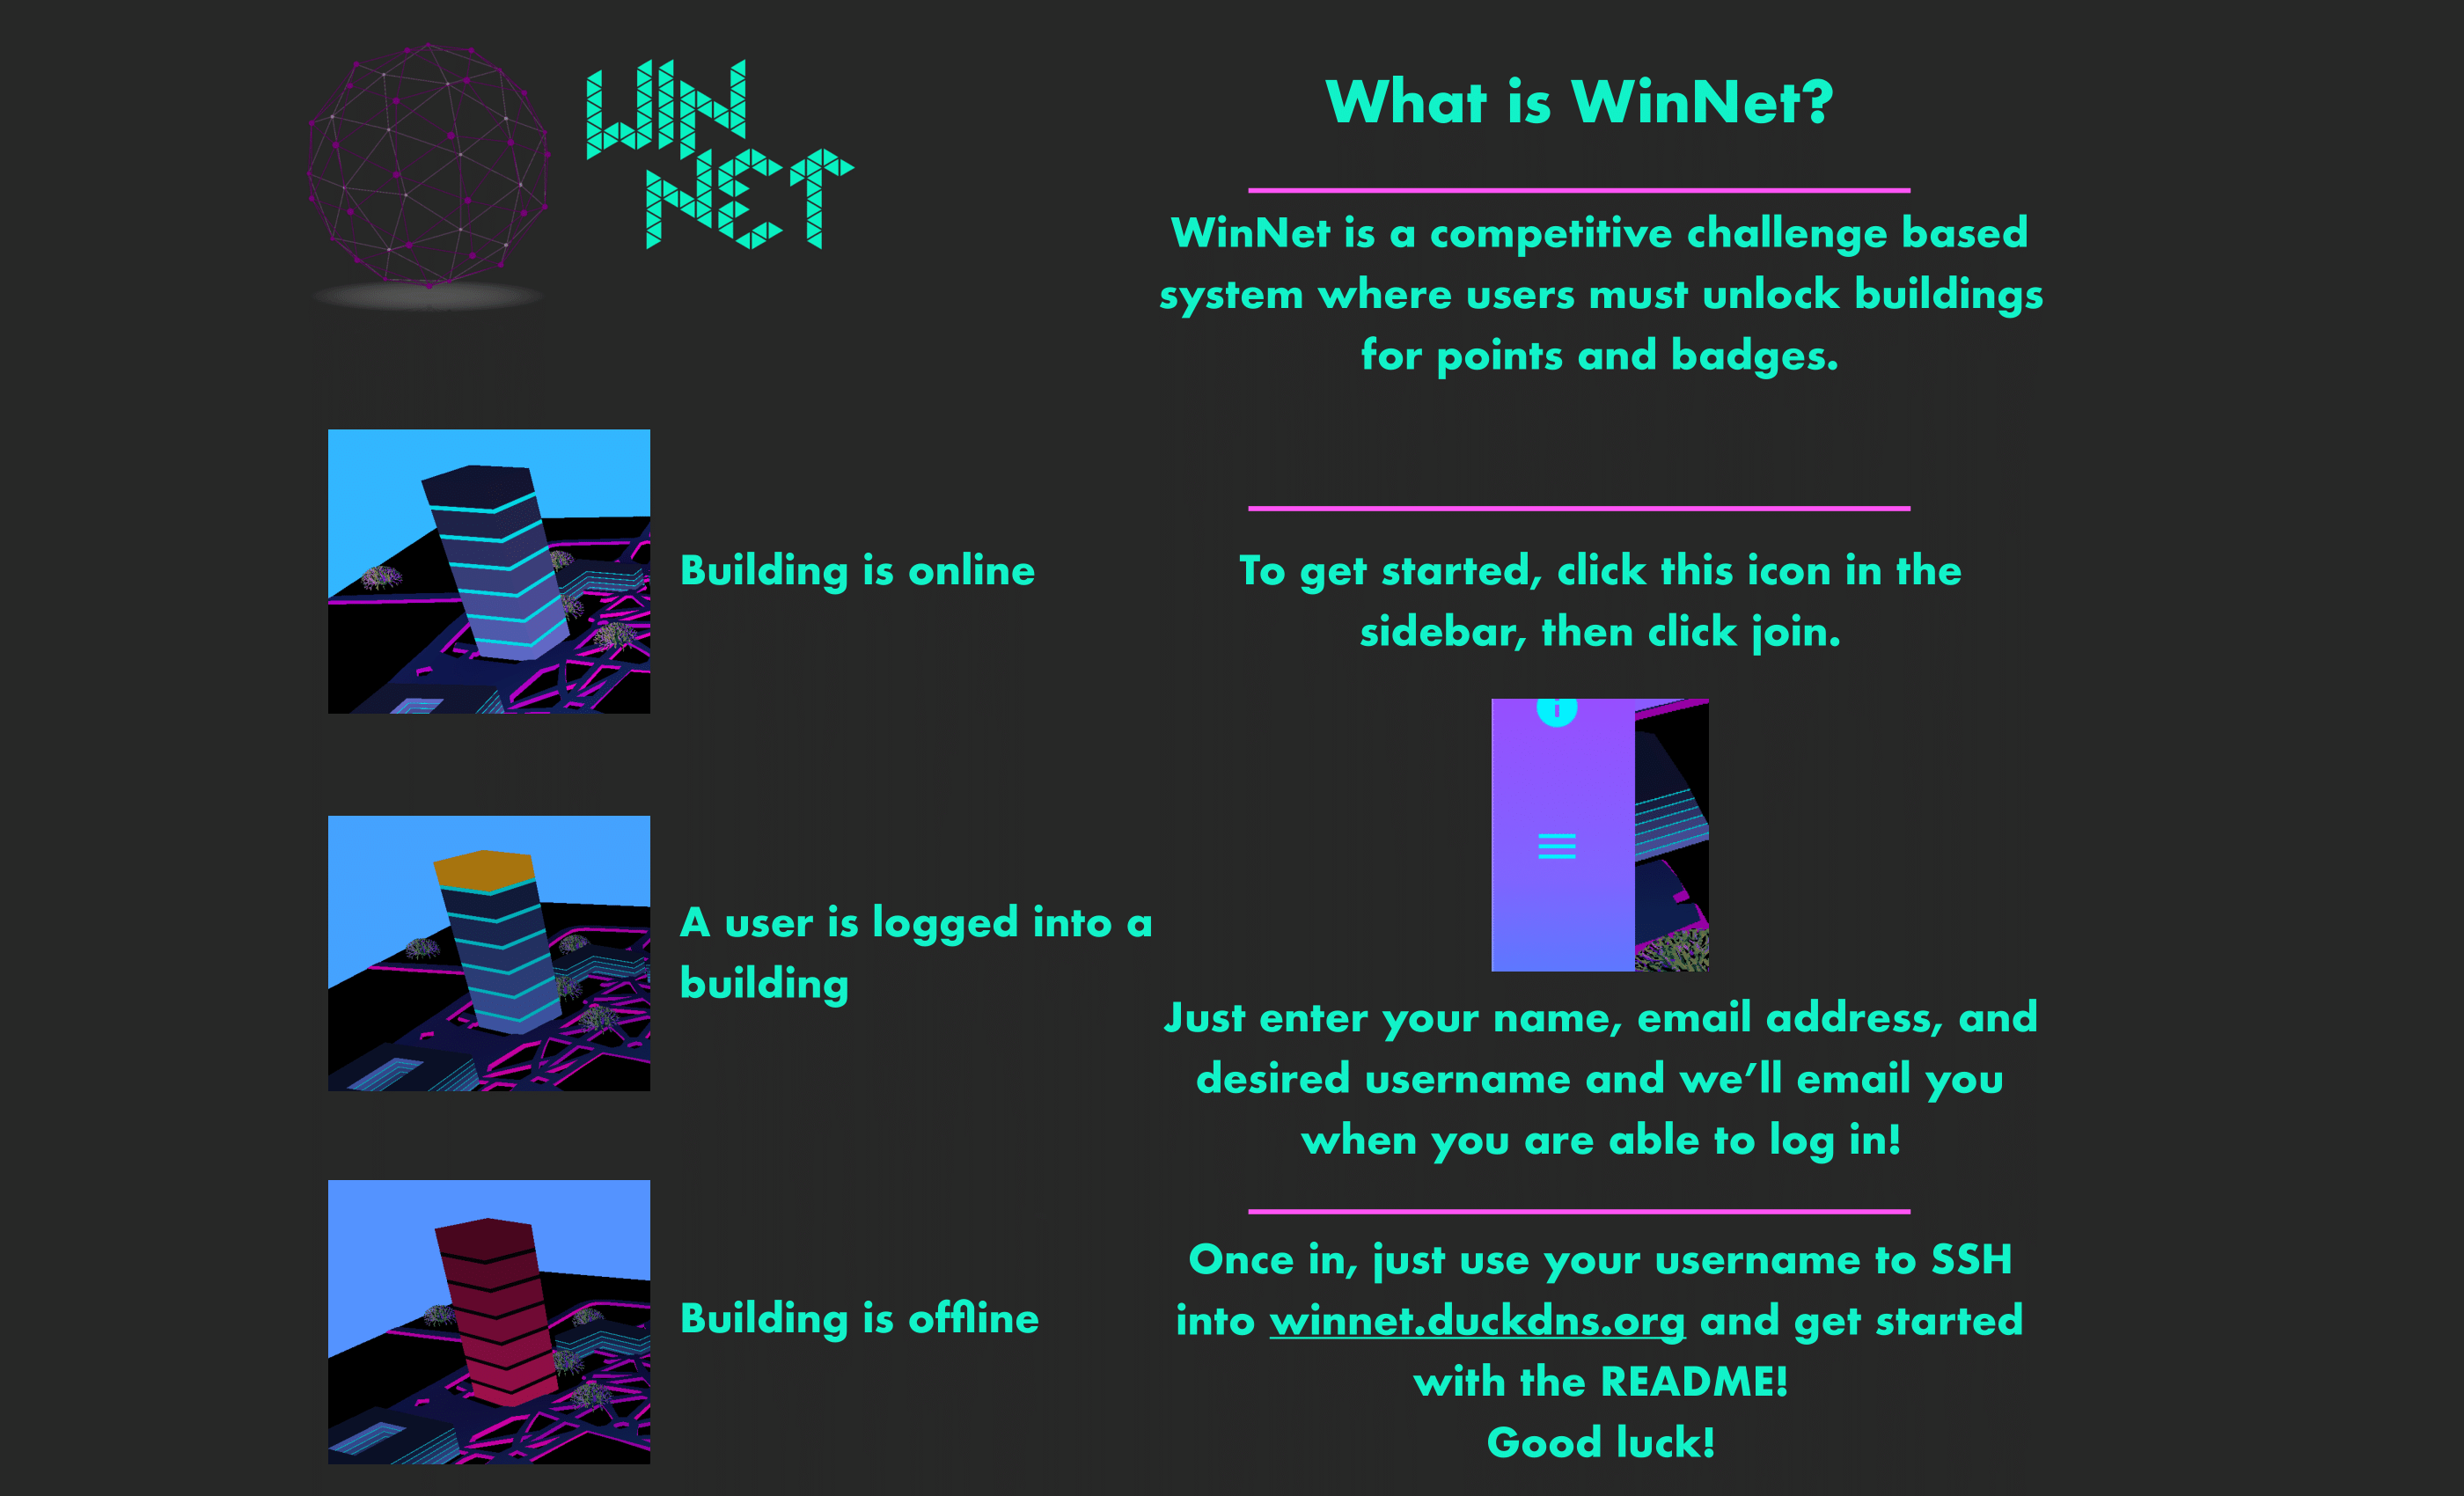 WIN
NET
What is WinNet?
WinNet is a competitive challenge based
system where users must unlock buildings
for points and badges.
Building is online
To get started, click this icon in the
sidebar, then click join.
A user is logged into a
building
Just enter your name, email address, and
desired username and we'll email you
when you are able to log in!
Building is offline
Once in, just use your username to SSH
into winnet.duckdns.org and get started
with the README!
Good luck!